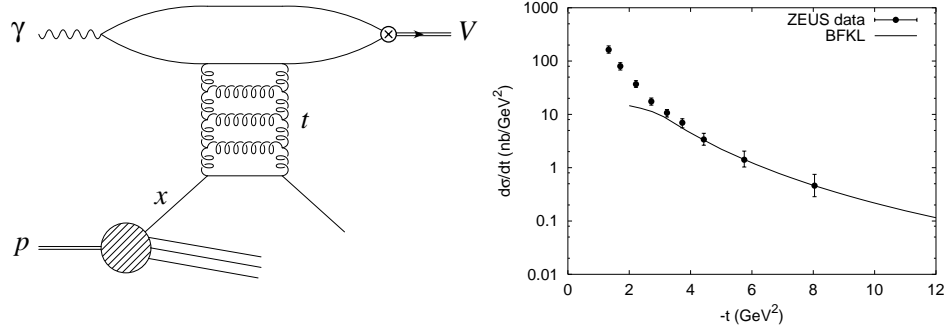 γ
V
t
x
p
1000
100
10
1
0.1
0.01
dσ/dt (nb/GeV²)
ZEUS data
BFKL
0 2 4 6 8 10 12
-t (GeV²)